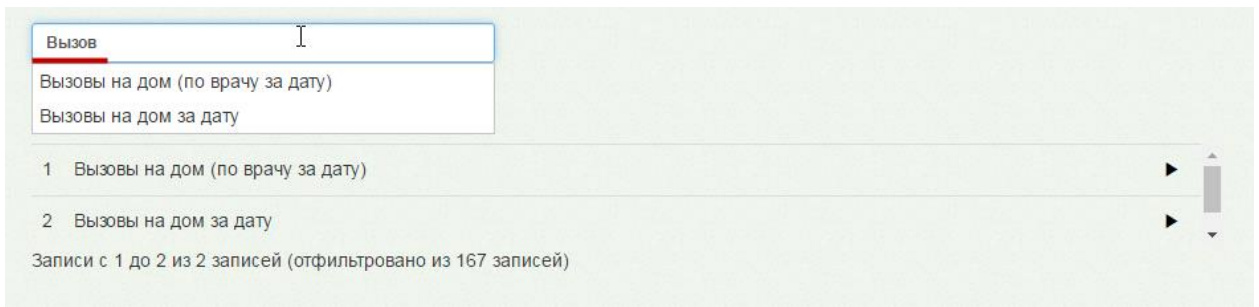 Вызов
Вызовы на дом (по врачу за дату)
Вызовы на дом за дату
1 Вызовы на дом (по врачу за дату)
2 Вызовы на дом за дату
Записи с 1 до 2 из 2 записей (отфильтровано из 167 записей)